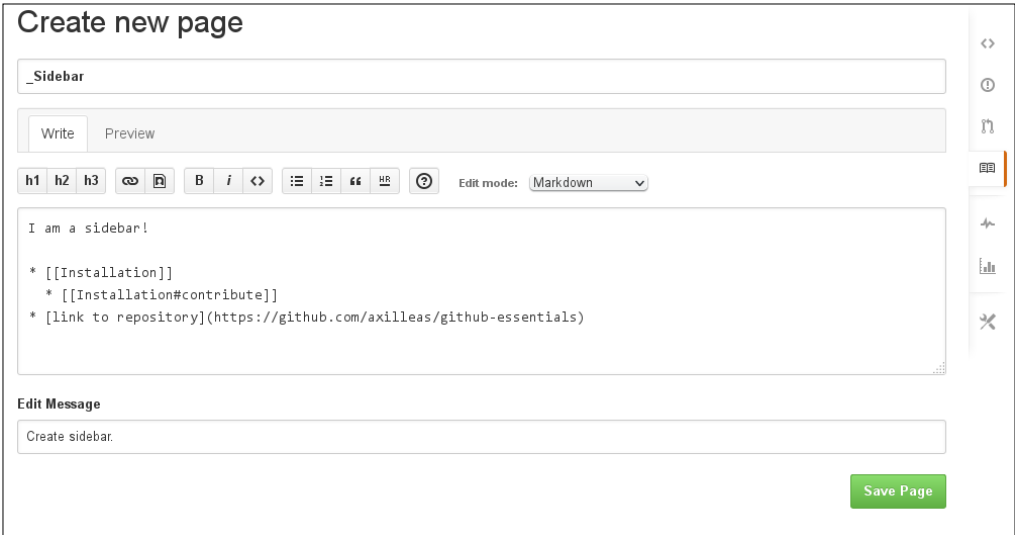 Create new page
_Sidebar
Write Preview
h1 h2 h3 B i <> HR Edit mode: Markdown
I am a sidebar!
* [[Installation]]
  * [[Installation#contribute]]
* [link to repository](https://github.com/axilleas/github-essentials)
Edit Message
Create sidebar.
Save Page